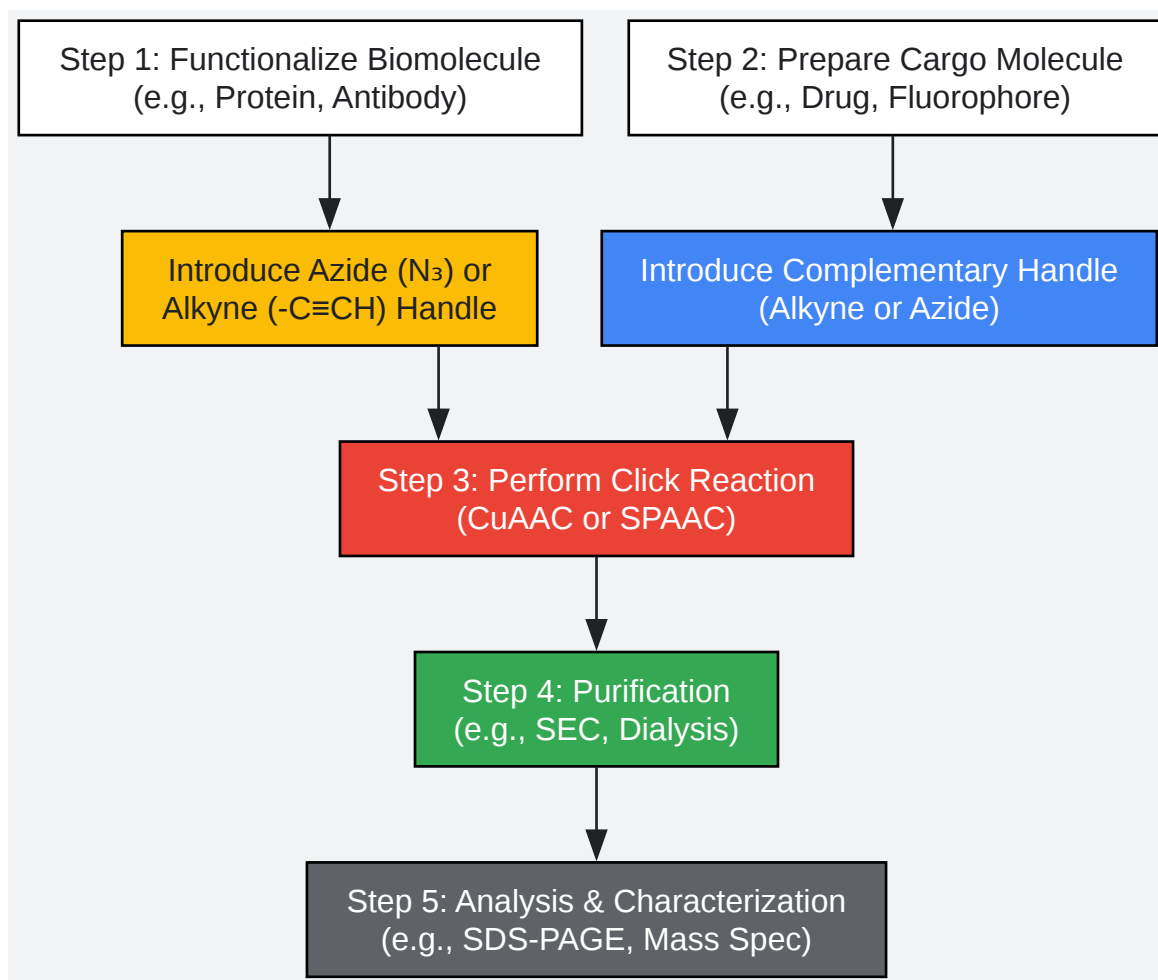 Step 1: Functionalize Biomolecule
(e.g., Protein, Antibody)
Step 2: Prepare Cargo Molecule
(e.g., Drug, Fluorophore)
Introduce Azide (N₃) or
Alkyne (-C≡CH) Handle
Introduce Complementary Handle
(Alkyne or Azide)
Step 3: Perform Click Reaction
(CuAAC or SPAAC)
Step 4: Purification
(e.g., SEC, Dialysis)
Step 5: Analysis & Characterization
(e.g., SDS-PAGE, Mass Spec)